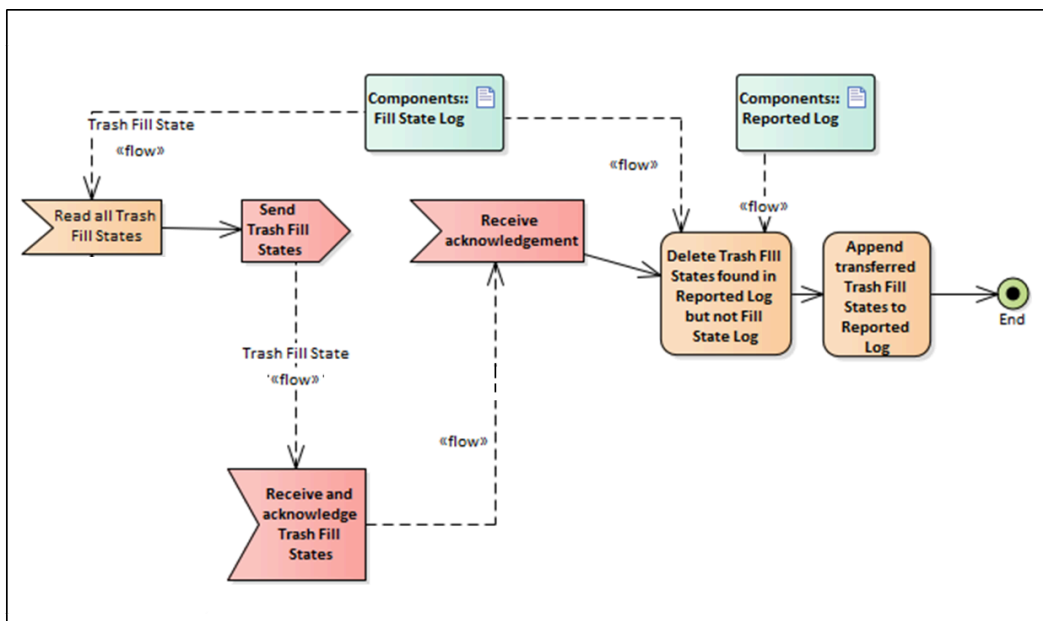 Components::
Fill State Log
Components::
Reported Log
Trash Fill State
«flow»
«flow»
«flow»
Read all Trash
Fill States
Send
Trash Fill
States
Receive
acknowledgement
Delete Trash FIll
States found in
Reported Log
but not Fill
State Log
Append
transferred
Trash Fill
States to
Reported
Log
End
Trash Fill State
«flow»
«flow»
Receive and
acknowledge
Trash Fill
States